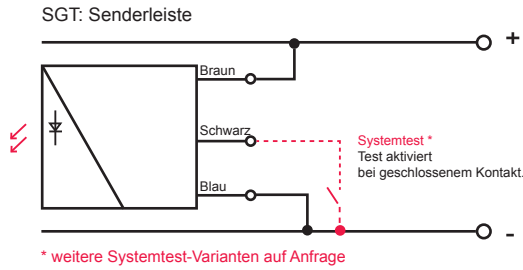 SGT: Senderleiste
+
Braun
Schwarz
Systemtest *
Test aktiviert
bei geschlossenem Kontakt.
Blau
-
* weitere Systemtest-Varianten auf Anfrage